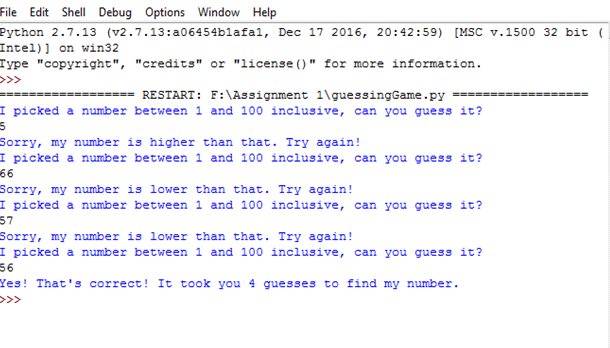 File Edit Shell Debug Options Window Help
Python 2.7.13 (v2.7.13:a06454b1afa1, Dec 17 2016, 20:42:59) [MSC v.1500 32 bit (
Intel)] on win32
Type "copyright", "credits" or "license()" for more information.
>>>
================== RESTART: F:\Assignment 1\guessingGame.py ==================
I picked a number between 1 and 100 inclusive, can you guess it?
5
Sorry, my number is higher than that. Try again!
I picked a number between 1 and 100 inclusive, can you guess it?
66
Sorry, my number is lower than that. Try again!
I picked a number between 1 and 100 inclusive, can you guess it?
57
Sorry, my number is lower than that. Try again!
I picked a number between 1 and 100 inclusive, can you guess it?
56
Yes! That's correct! It took you 4 guesses to find my number.
>>>